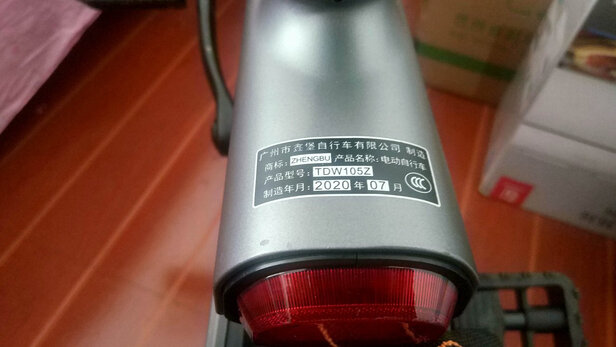 广州市鑫堡自行车有限公司 制造
商标: ZHENGBU 产品名称: 电动自行车
产品型号: TDW105Z
制造年月: 2020 年 07 月